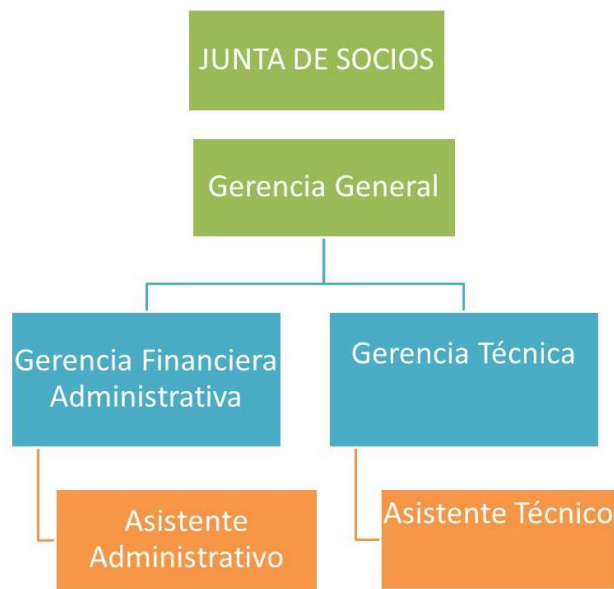 JUNTA DE SOCIOS
Gerencia General
Gerencia Financiera
Administrativa
Gerencia Técnica
Asistente
Administrativo
Asistente Técnico